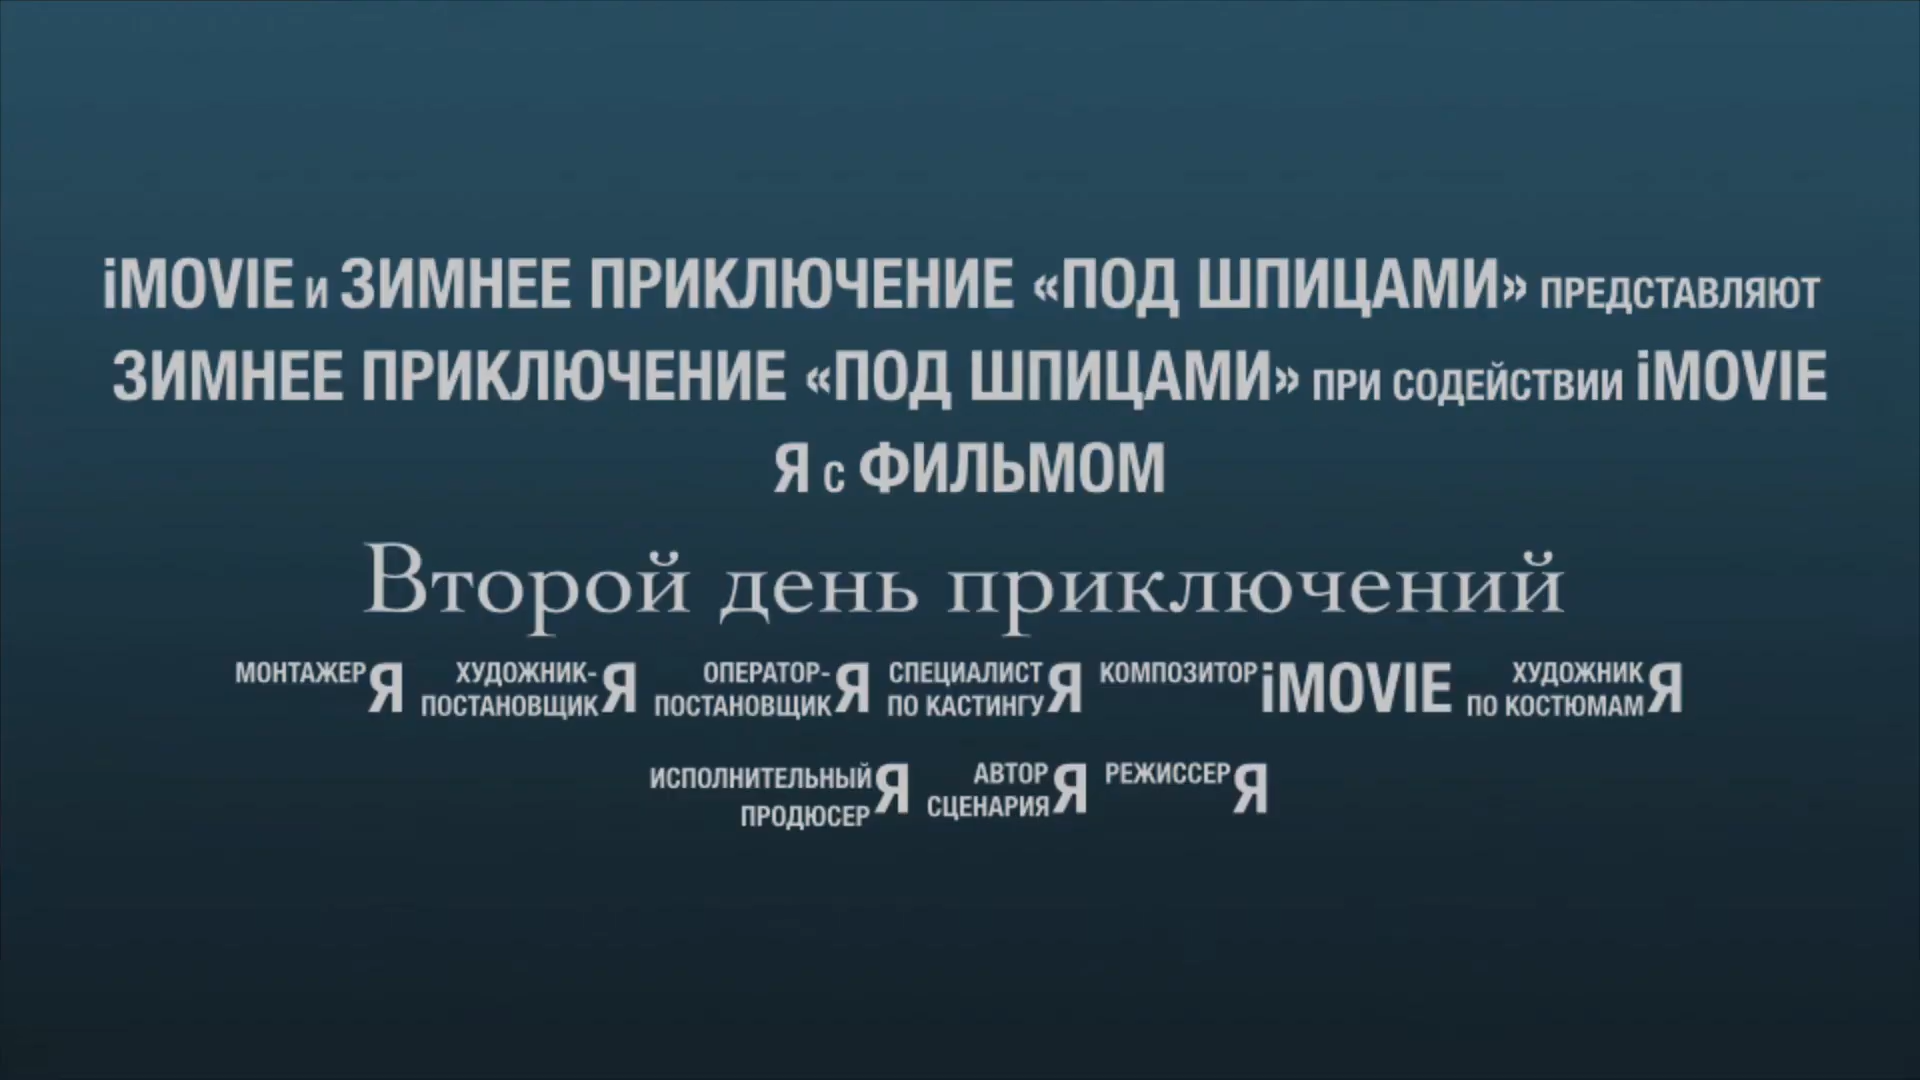 iMOVIE и ЗИМНЕЕ ПРИКЛЮЧЕНИЕ «ПОД ШПИЦАМИ» ПРЕДСТАВЛЯЮТ
ЗИМНЕЕ ПРИКЛЮЧЕНИЕ «ПОД ШПИЦАМИ» ПРИ СОДЕЙСТВИИ iMOVIE
Я С ФИЛЬМОМ
Второй день приключений
МОНТАЖЕР Я ХУДОЖНИК-ПОСТАНОВЩИК Я ОПЕРАТОР-ПОСТАНОВЩИК Я СПЕЦИАЛИСТ ПО КАСТИНГУ Я КОМПОЗИТОР iMOVIE ХУДОЖНИК ПО КОСТЮМАМ Я
ИСПОЛНИТЕЛЬНЫЙ ПРОДЮСЕР Я АВТОР СЦЕНАРИЯ Я РЕЖИССЕР Я